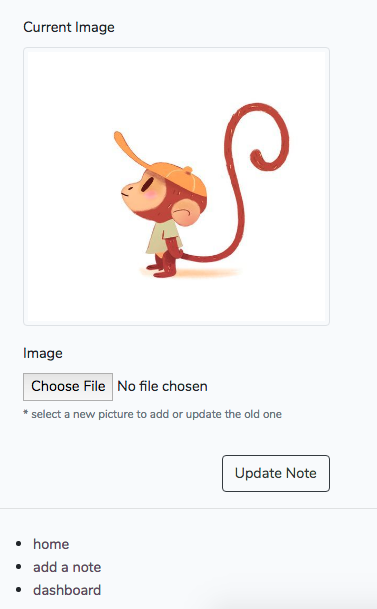 Current Image
Image
Choose File No file chosen
* select a new picture to add or update the old one
Update Note
home
add a note
dashboard